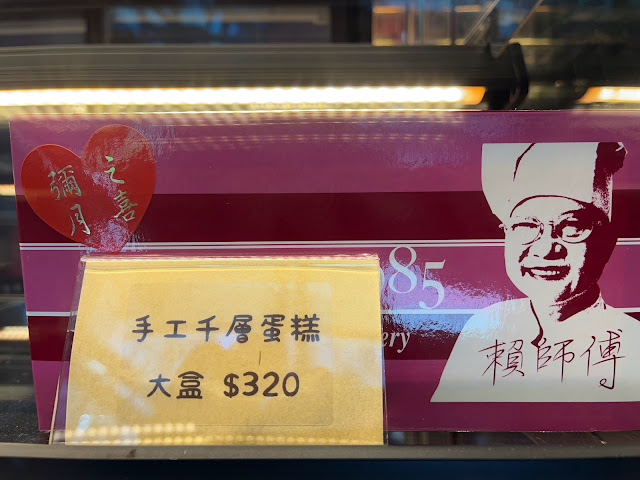 彌月
之喜
85
ery
手工千層蛋糕
大盒 $320
賴師傅